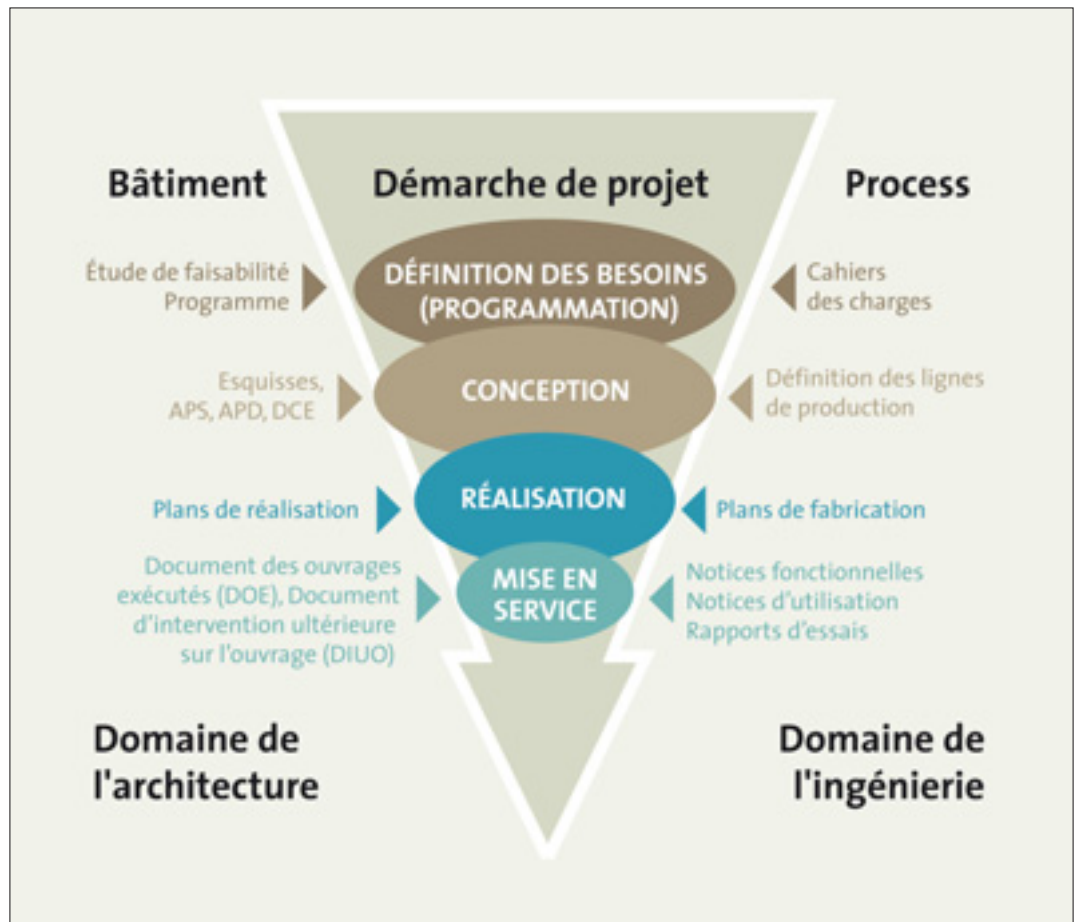 Bâtiment
Démarche de projet
Process
Étude de faisabilité
Programme
DÉFINITION DES BESOINS
(PROGRAMMATION)
Cahiers
des charges
Esquisses,
APS, APD, DCE
CONCEPTION
Définition des lignes
de production
Plans de réalisation
RÉALISATION
Plans de fabrication
Document des ouvrages
exécutés (DOE), Document
d'intervention ultérieure
sur l'ouvrage (DIUO)
MISE EN
SERVICE
Notices fonctionnelles
Notices d'utilisation
Rapports d'essais
Domaine de
l'architecture
Domaine de
l'ingénierie